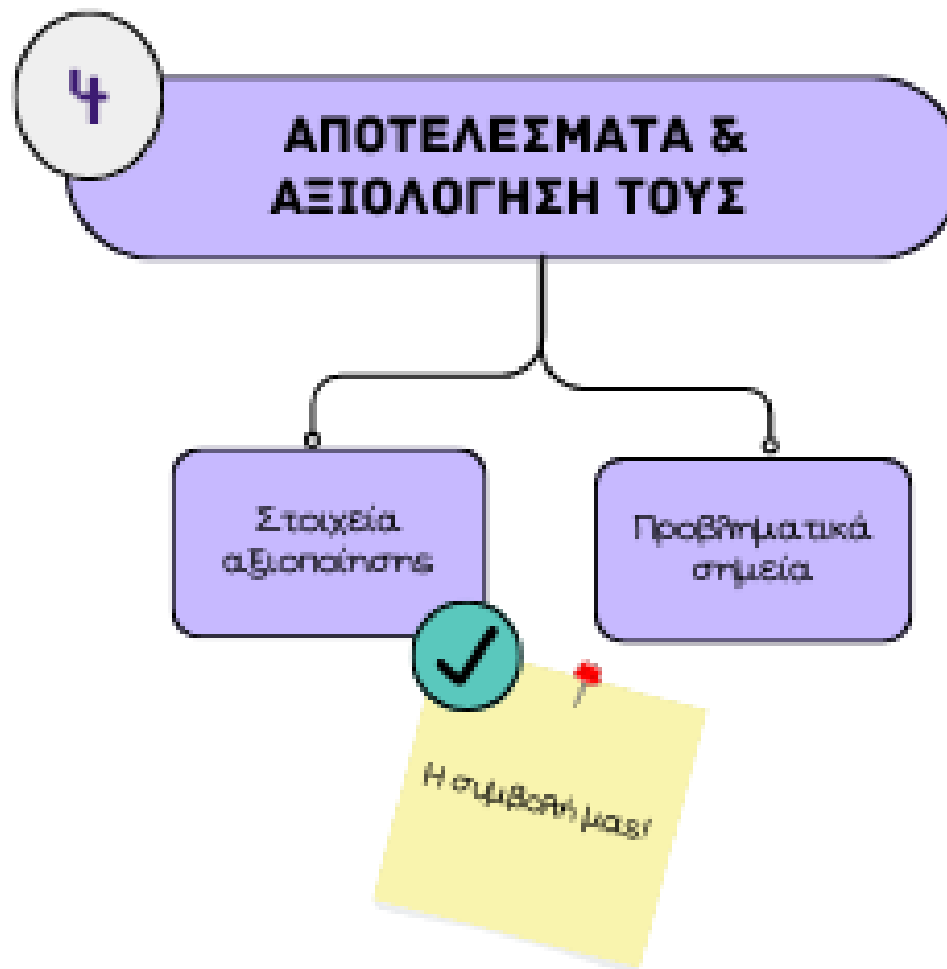 4
ΑΠΟΤΕΛΕΣΜΑΤΑ &
ΑΞΙΟΛΟΓΗΣΗ ΤΟΥΣ
Στοιχεία
αξιοποίησης
Προβληματικά
σημεία
Η συμβολή μας!